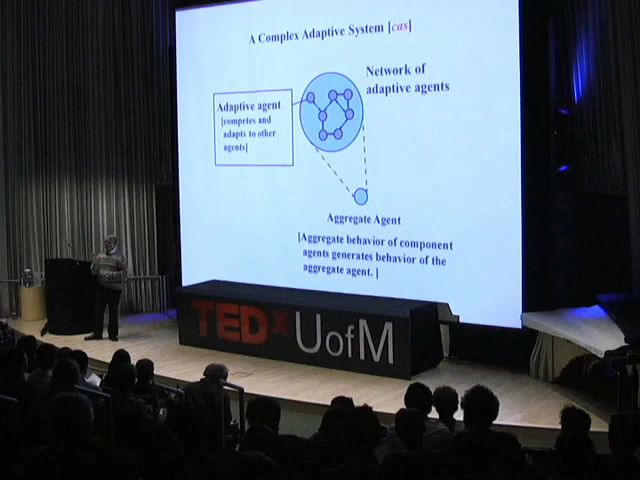 A Complex Adaptive System [cas]
Network of
adaptive agents
Adaptive agent
[competes and
adapts to other
agents]
Aggregate Agent
[Aggregate behavior of component
agents generates behavior of the
aggregate agent. ]
TEDx UofM